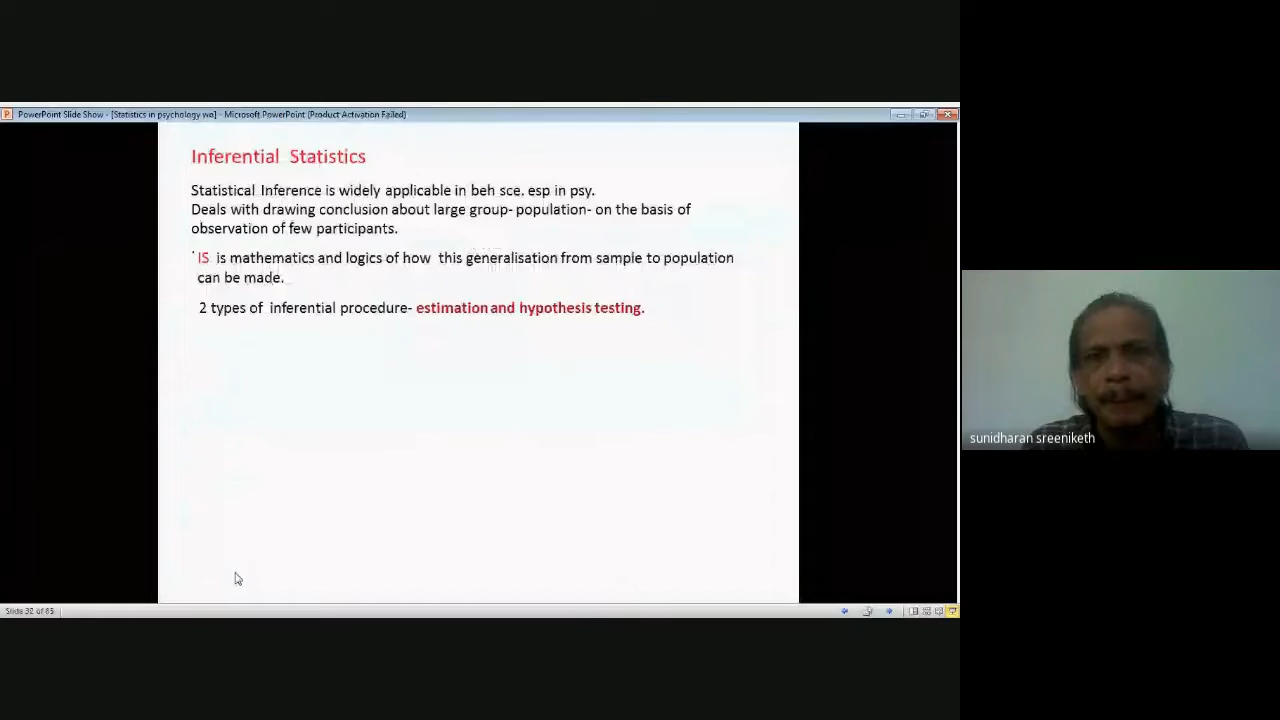 PowerPoint Slide Show - [Statistics in psychology wo] - Microsoft PowerPoint (Product Activation Failed)
Inferential Statistics
Statistical Inference is widely applicable in beh sce. esp in psy.
Deals with drawing conclusion about large group- population- on the basis of
observation of few participants.
IS is mathematics and logics of how this generalisation from sample to population
can be made.
2 types of inferential procedure- estimation and hypothesis testing.
sunidharan sreeniketh
Slide 32 of 65